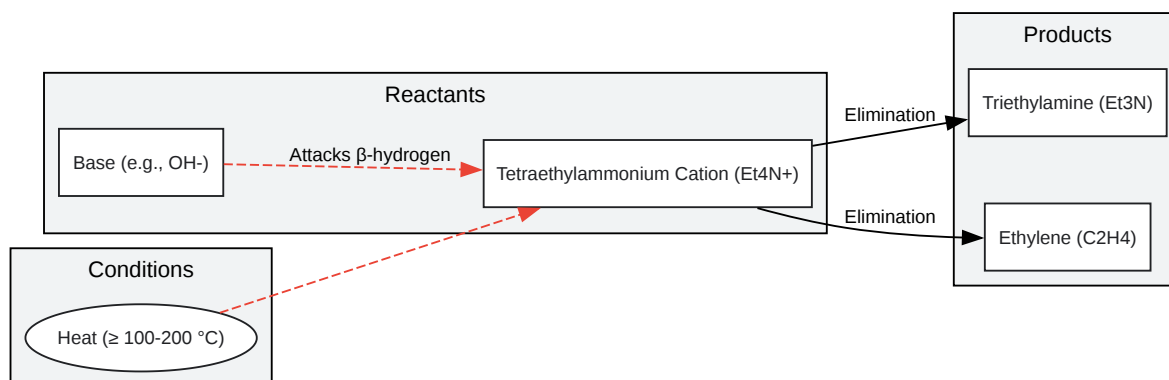 Products
Triethylamine (Et3N)
Ethylene (C2H4)
Reactants
Base (e.g., OH-)
Attacks β-hydrogen
Tetraethylammonium Cation (Et4N+)
Elimination
Elimination
Conditions
Heat (≥ 100-200 °C)